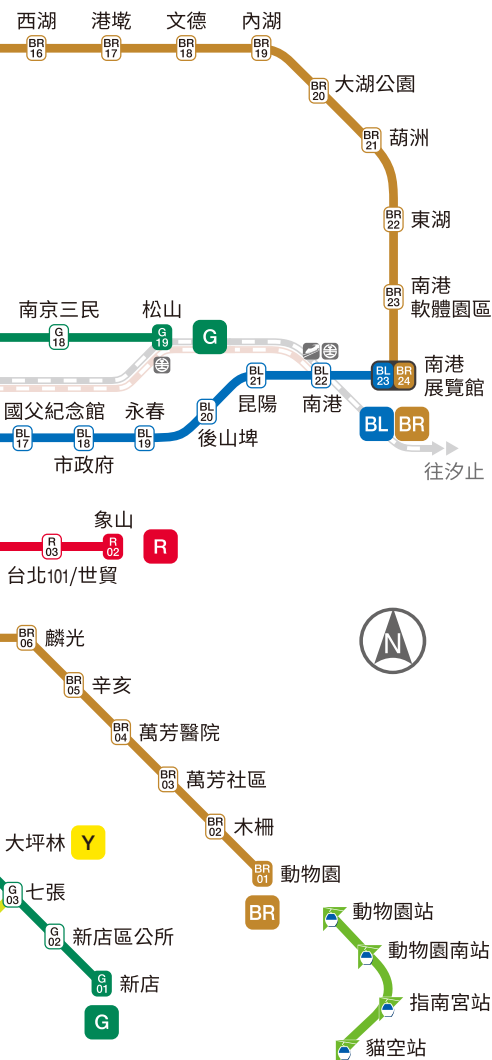 西湖
港墘
文德
內湖
BR
16
BR
17
BR
18
BR
19
BR
20
大湖公園
BR
21
葫洲
BR
22
東湖
BR
23
南港
軟體園區
南京三民
松山
G
18
G
19
G
BL
21
BL
22
BL
23
BR
24
南港
展覽館
昆陽
南港
國父紀念館
永春
BL
20
後山埤
BL
17
BL
18
BL
19
市政府
BL
BR
往汐止
象山
R
03
R
02
R
台北101/世貿
N
BR
06
麟光
BR
05
辛亥
BR
04
萬芳醫院
BR
03
萬芳社區
BR
02
木柵
大坪林
Y
BR
01
動物園
BR
G
03
七張
G
02
新店區公所
G
01
新店
G
動物園站
動物園南站
指南宮站
貓空站